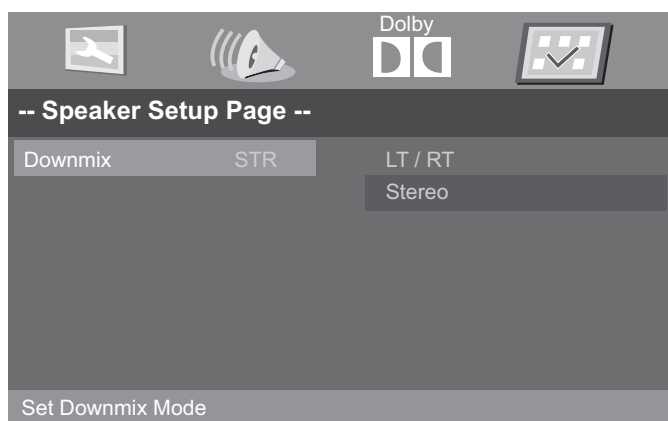 Dolby
-- Speaker Setup Page --
Downmix STR LT / RT
Stereo
Set Downmix Mode